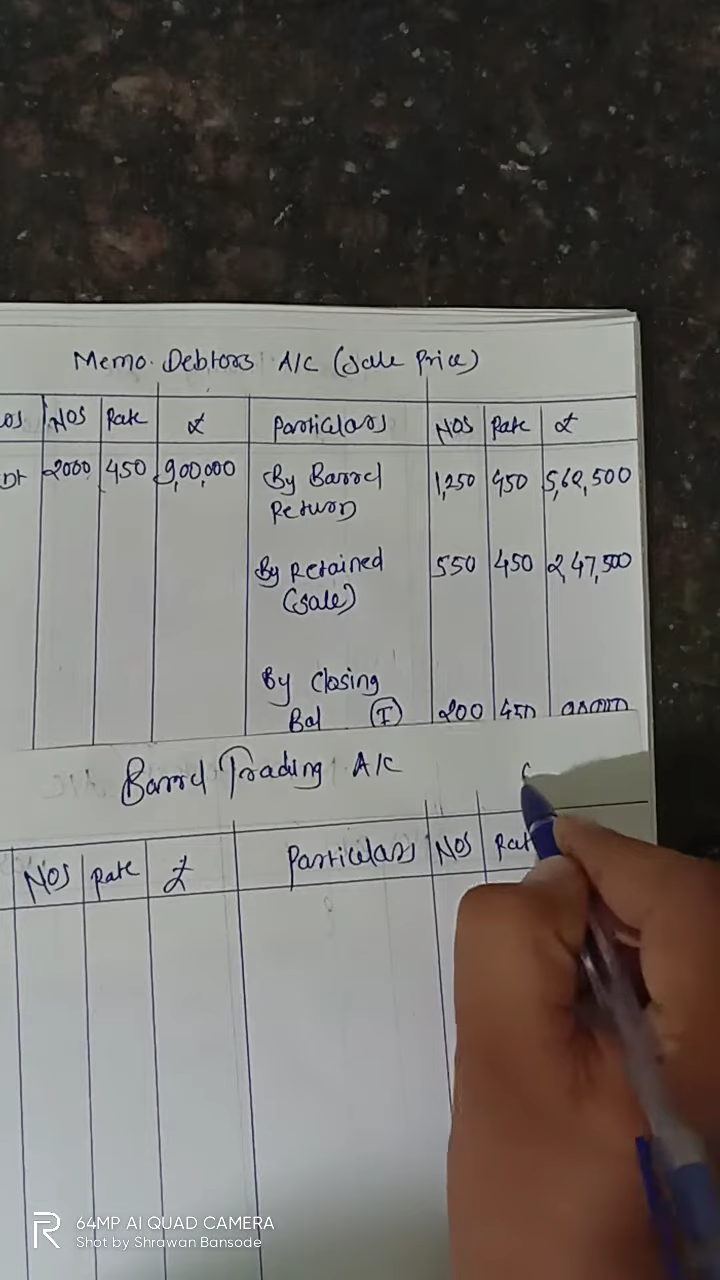 Memo. Debtors A/C (Sale Price)
NOS Rate ₹ Particlars NOS Rate ₹
2000 450 9,00,000 By Barrel 1,250 450 5,62,500
Return
By Retained 550 450 2,47,500
(Sale)
By Closing
Bal (I) 200 450
Barrel Trading A/C
NOS Rate ₹ Particulars NOS
64MP AI QUAD CAMERA
Shot by Shrawan Bansode